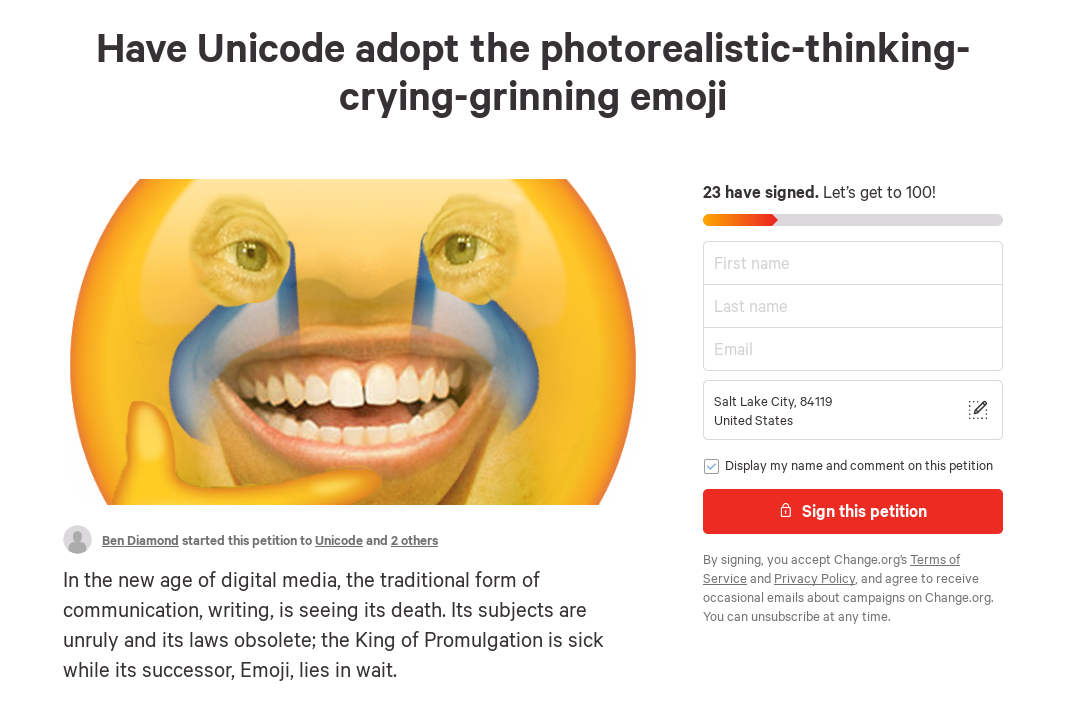 Have Unicode adopt the photorealistic-thinking-
crying-grinning emoji
23 have signed. Let's get to 100!
First name
Last name
Email
Salt Lake City, 84119
United States
Display my name and comment on this petition
Sign this petition
By signing, you accept Change.org's Terms of
Service and Privacy Policy, and agree to receive
occasional emails about campaigns on Change.org.
You can unsubscribe at any time.
Ben Diamond started this petition to Unicode and 2 others
In the new age of digital media, the traditional form of
communication, writing, is seeing its death. Its subjects are
unruly and its laws obsolete; the King of Promulgation is sick
while its successor, Emoji, lies in wait.